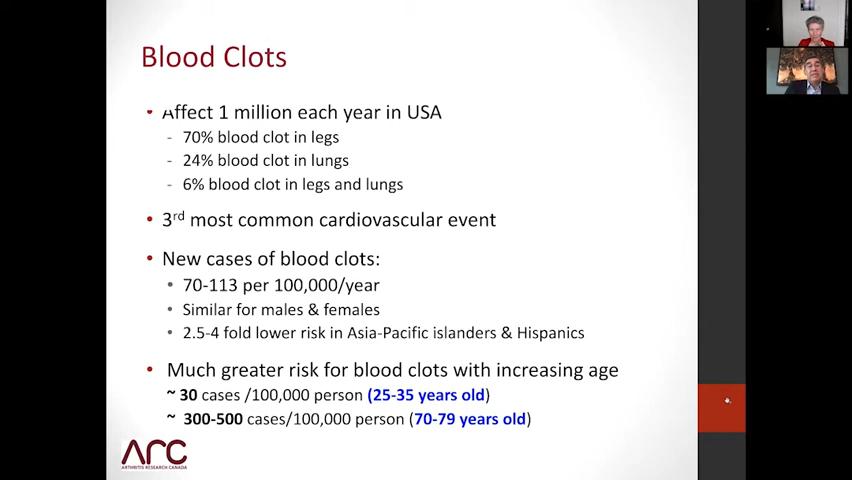 Blood Clots
• Affect 1 million each year in USA
- 70% blood clot in legs
- 24% blood clot in lungs
- 6% blood clot in legs and lungs
• 3rd most common cardiovascular event
• New cases of blood clots:
• 70-113 per 100,000/year
• Similar for males & females
• 2.5-4 fold lower risk in Asia-Pacific islanders & Hispanics
• Much greater risk for blood clots with increasing age
~ 30 cases /100,000 person (25-35 years old)
~ 300-500 cases/100,000 person (70-79 years old)
ARC
ARTHRITIS RESEARCH CANADA